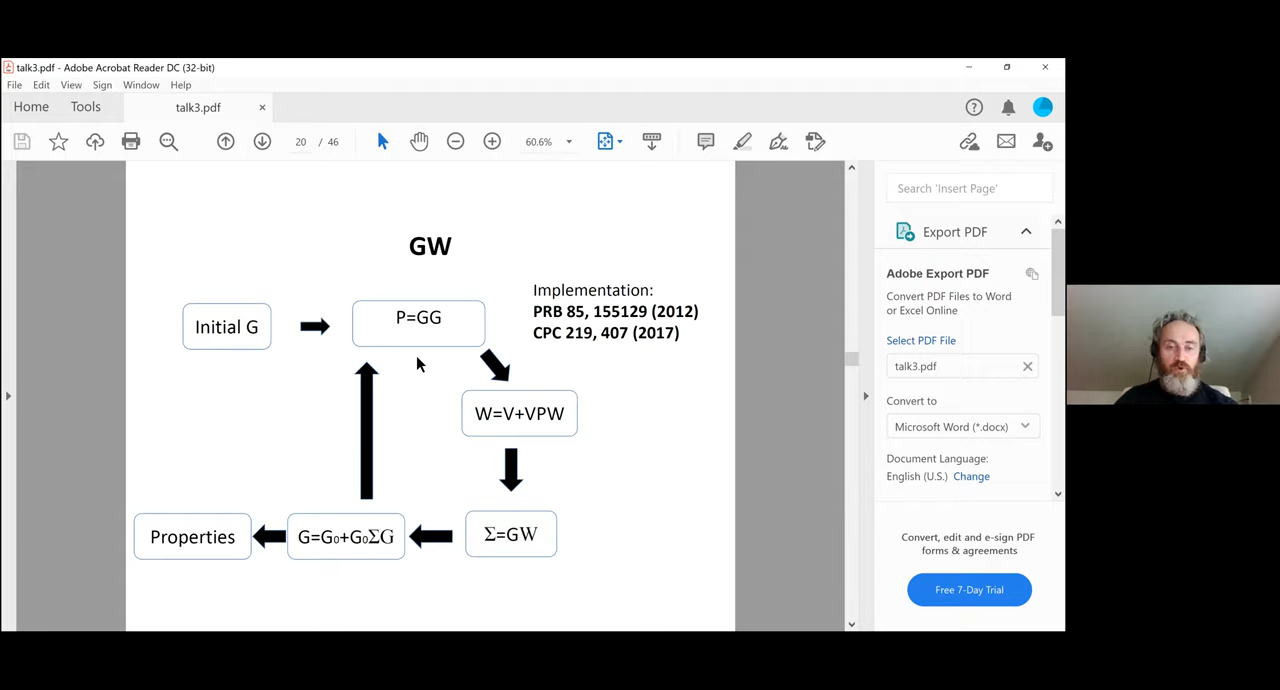 talk3.pdf - Adobe Acrobat Reader DC (32-bit)
File Edit View Sign Window Help
Home Tools talk3.pdf
20 / 46 60.6%
GW
Initial G
P=GG
Implementation:
PRB 85, 155129 (2012)
CPC 219, 407 (2017)
W=V+VPW
Properties
G=G₀+G₀ΣG
Σ=GW
Search 'Insert Page'
Export PDF
Adobe Export PDF
Convert PDF Files to Word
or Excel Online
Select PDF File
talk3.pdf
Convert to
Microsoft Word (*.docx)
Document Language:
English (U.S.) Change
Convert, edit and e-sign PDF
forms & agreements
Free 7-Day Trial